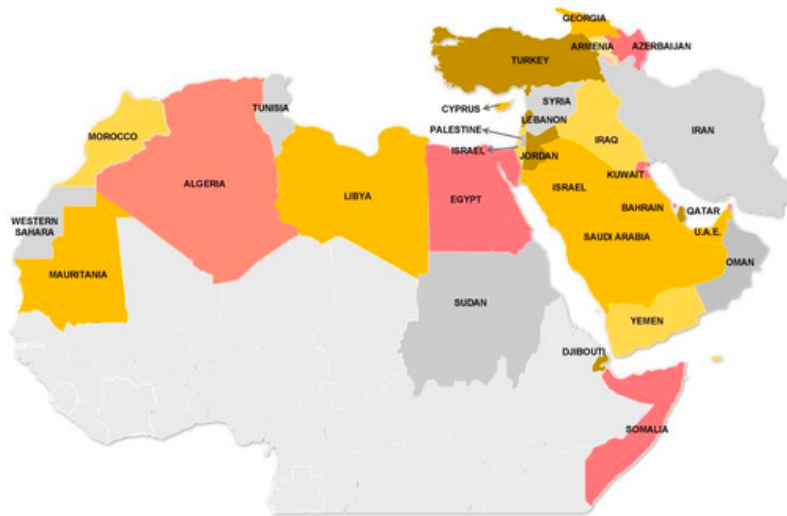 GEORGIA
ARMENIA
AZERBAIJAN
TURKEY
CYPRUS
SYRIA
LEBANON
PALESTINE
ISRAEL
JORDAN
IRAQ
IRAN
TUNISIA
MOROCCO
ALGERIA
LIBYA
EGYPT
ISRAEL
KUWAIT
BAHRAIN
QATAR
U.A.E.
SAUDI ARABIA
OMAN
WESTERN
SAHARA
MAURITANIA
SUDAN
YEMEN
DJIBOUTI
SOMALIA